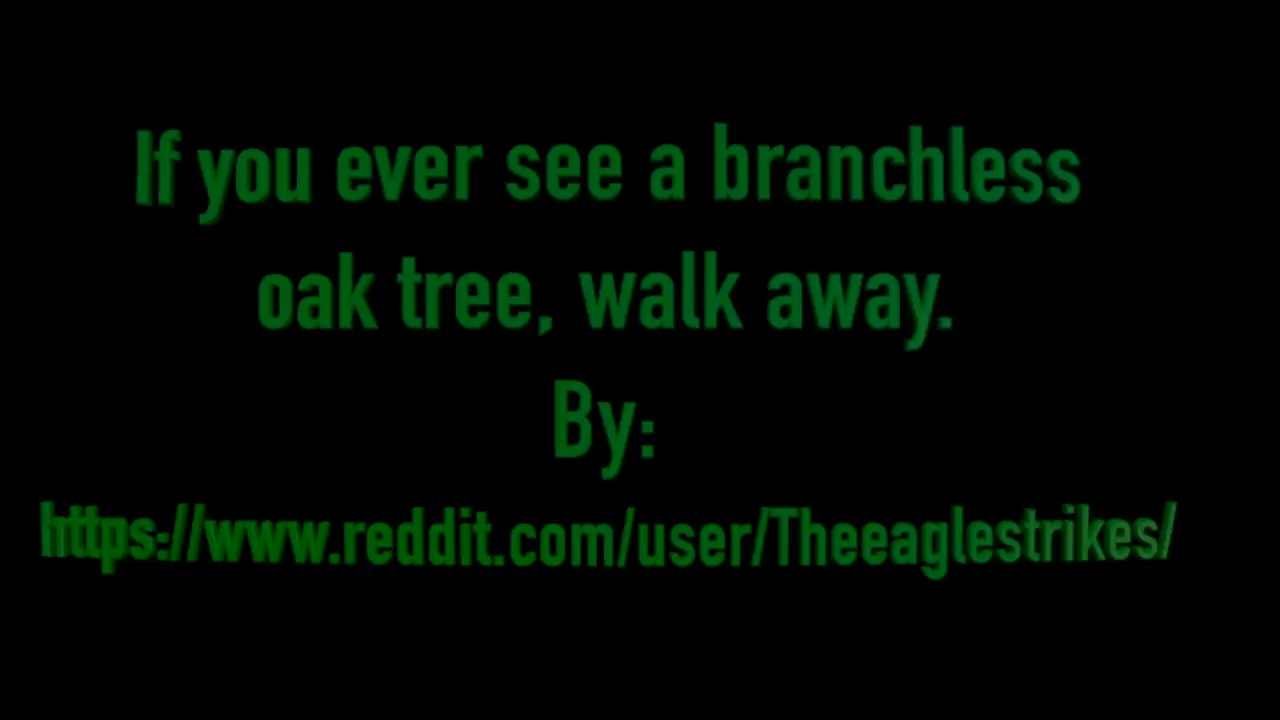 If you ever see a branchless
oak tree, walk away.
By:
https://www.reddit.com/user/Theeaglestrikes/